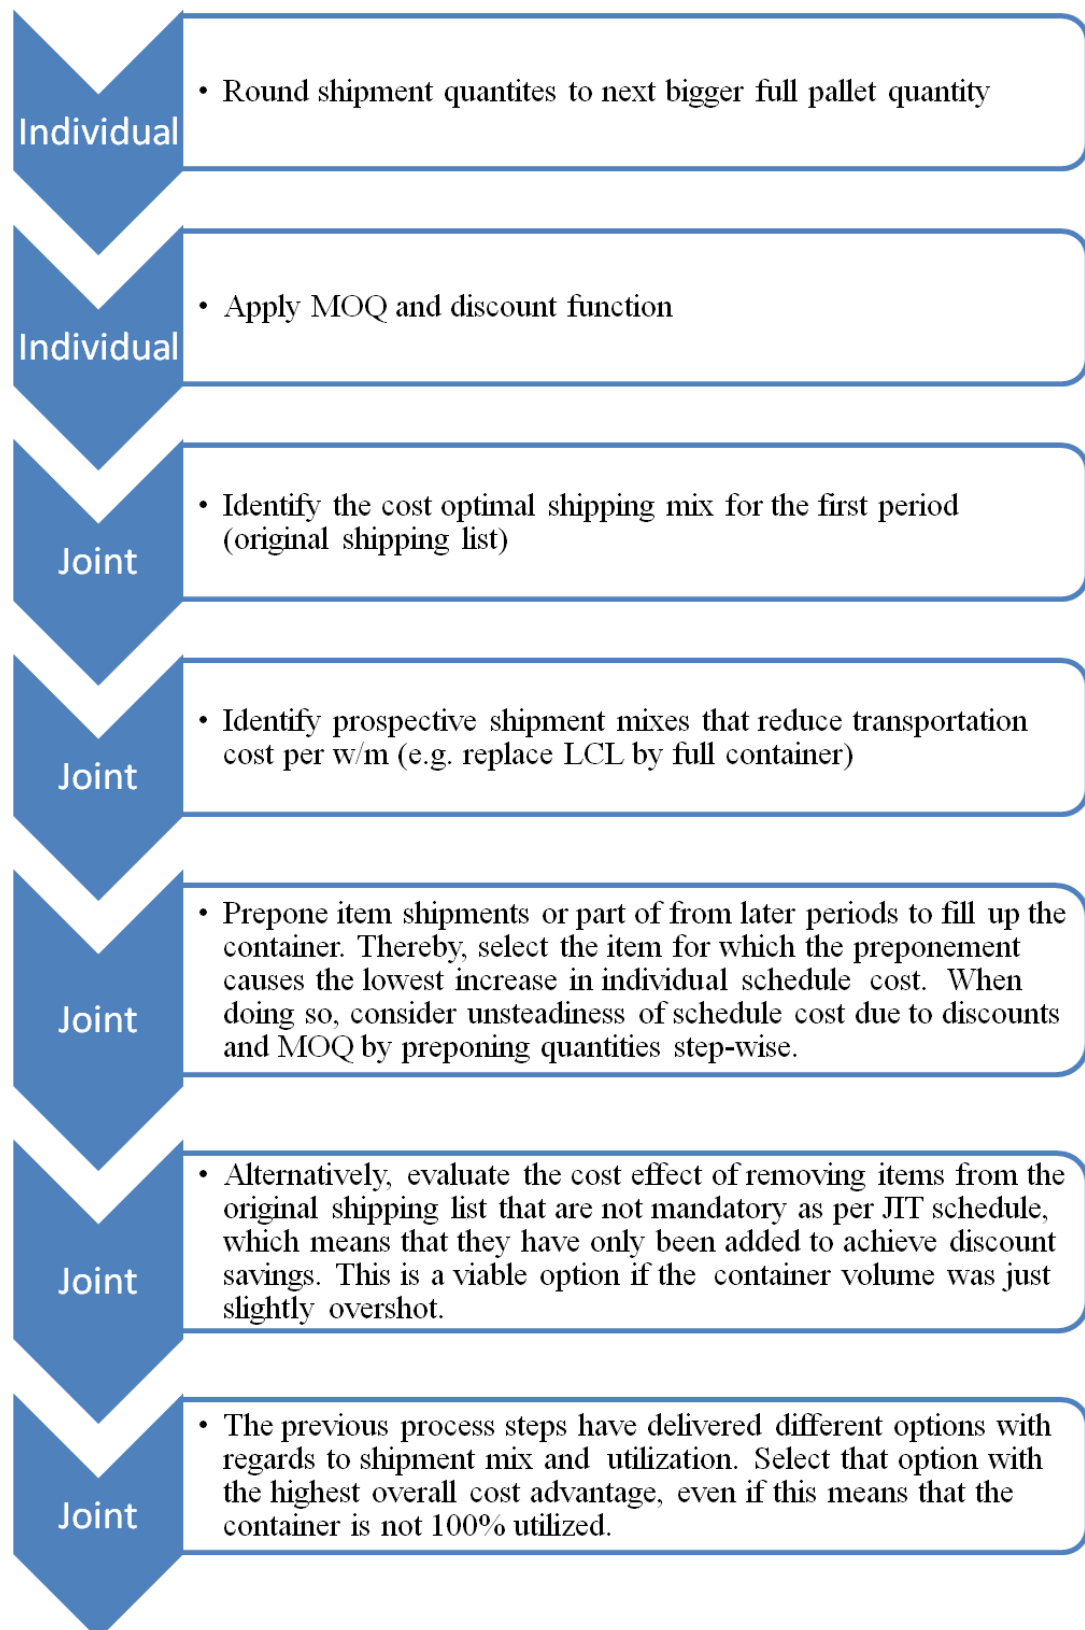 Individual
• Round shipment quantites to next bigger full pallet quantity
Individual
• Apply MOQ and discount function
Joint
• Identify the cost optimal shipping mix for the first period
(original shipping list)
Joint
• Identify prospective shipment mixes that reduce transportation
cost per w/m (e.g. replace LCL by full container)
Joint
• Prepone item shipments or part of from later periods to fill up the
container. Thereby, select the item for which the preponement
causes the lowest increase in individual schedule cost. When
doing so, consider unsteadiness of schedule cost due to discounts
and MOQ by preponing quantities step-wise.
Joint
• Alternatively, evaluate the cost effect of removing items from the
original shipping list that are not mandatory as per JIT schedule,
which means that they have only been added to achieve discount
savings. This is a viable option if the container volume was just
slightly overshot.
Joint
• The previous process steps have delivered different options with
regards to shipment mix and utilization. Select that option with
the highest overall cost advantage, even if this means that the
container is not 100% utilized.